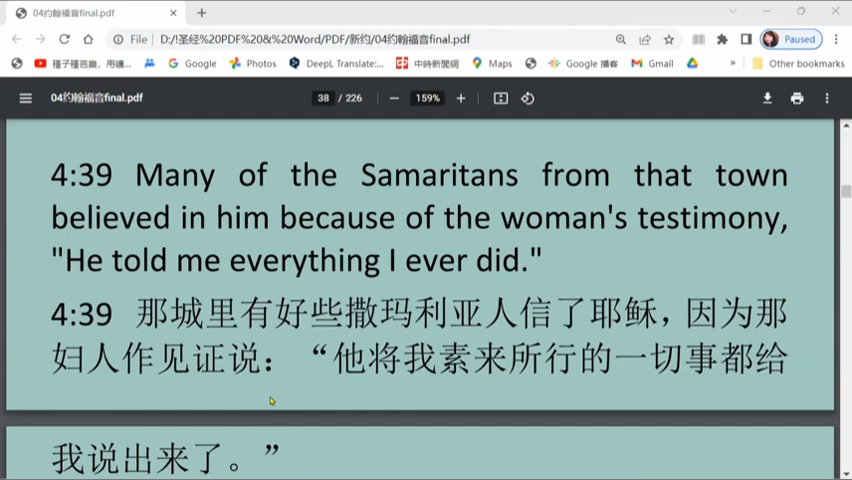 04約翰福音final.pdf
File D:/!圣经%20PDF%20&%20Word/PDF/新约/04约翰福音final.pdf Paused
種子種芭樂，用礦... Google Photos DeepL Translate:... 中時新聞網 Maps Google 播客 Gmail » Other bookmarks
04約翰福音final.pdf 38 / 226 159%
4:39 Many of the Samaritans from that town
believed in him because of the woman's testimony,
"He told me everything I ever did."
4:39 那城里有好些撒玛利亚人信了耶稣，因为那
妇人作见证说：“他将我素来所行的一切事都给
我说出来了。”